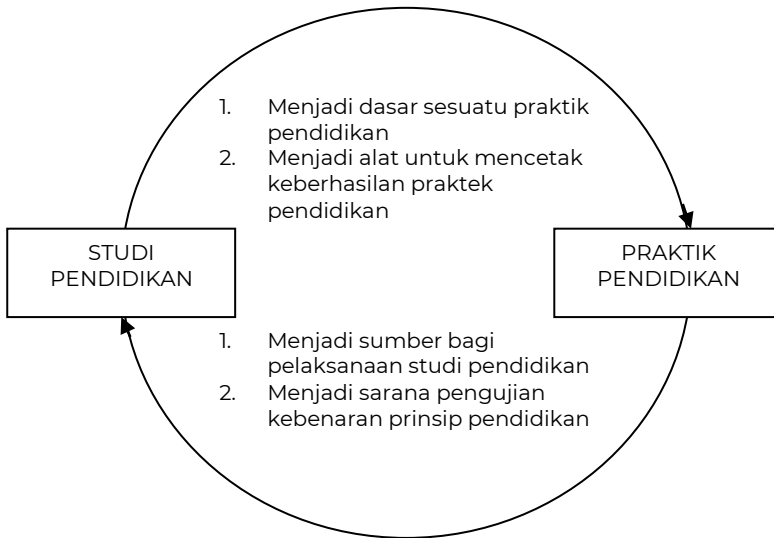 1. Menjadi dasar sesuatu praktik
pendidikan
2. Menjadi alat untuk mencetak
keberhasilan praktek
pendidikan
STUDI
PENDIDIKAN
PRAKTIK
PENDIDIKAN
1. Menjadi sumber bagi
pelaksanaan studi pendidikan
2. Menjadi sarana pengujian
kebenaran prinsip pendidikan